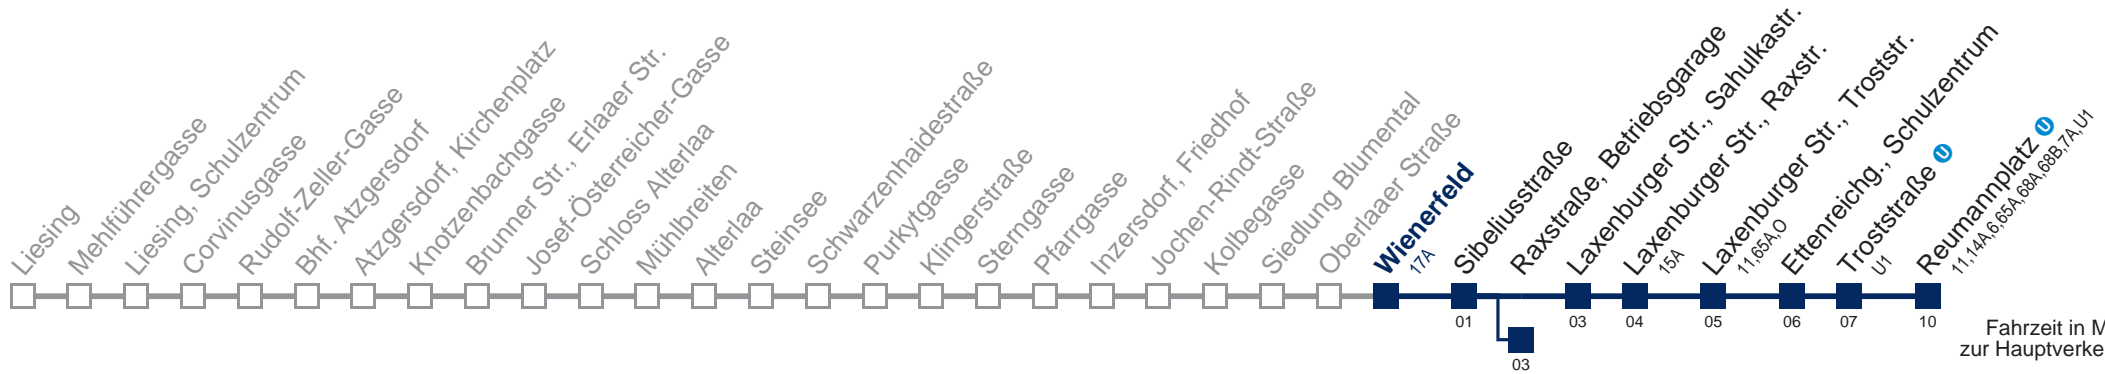 Liesing
Mehlführergasse
Liesing, Schulzentrum
Corvinusgasse
Rudolf-Zeller-Gasse
Bhf. Atzgersdorf
Atzgersdorf, Kirchenplatz
Knotzenbachgasse
Brunner Str., Erlaaer Str.
Josef-Österreicher-Gasse
Schloss Alterlaa
Mühlbreiten
Alterlaa
Steinsee
Schwarzenhaidestraße
Purkytgasse
Klingerstraße
Sterngasse
Pfarrgasse
Inzersdorf, Friedhof
Jochen-Rindt-Straße
Kolbegasse
Siedlung Blumental
Oberlaaer Straße
Wienerfeld
17A
Sibeliusstraße
Raxstraße, Betriebsgarage
Laxenburger Str., Sahulkastr.
Laxenburger Str., Raxstr.
15A
Laxenburger Str., Troststr.
11,65A,O
Ettenreichg., Schulzentrum
Troststraße U
U1
Reumannplatz U
11,14A,6,65A,68A,68B,7A,U1
01
03
04
05
06
07
10
03
Fahrzeit in M
zur Hauptverke